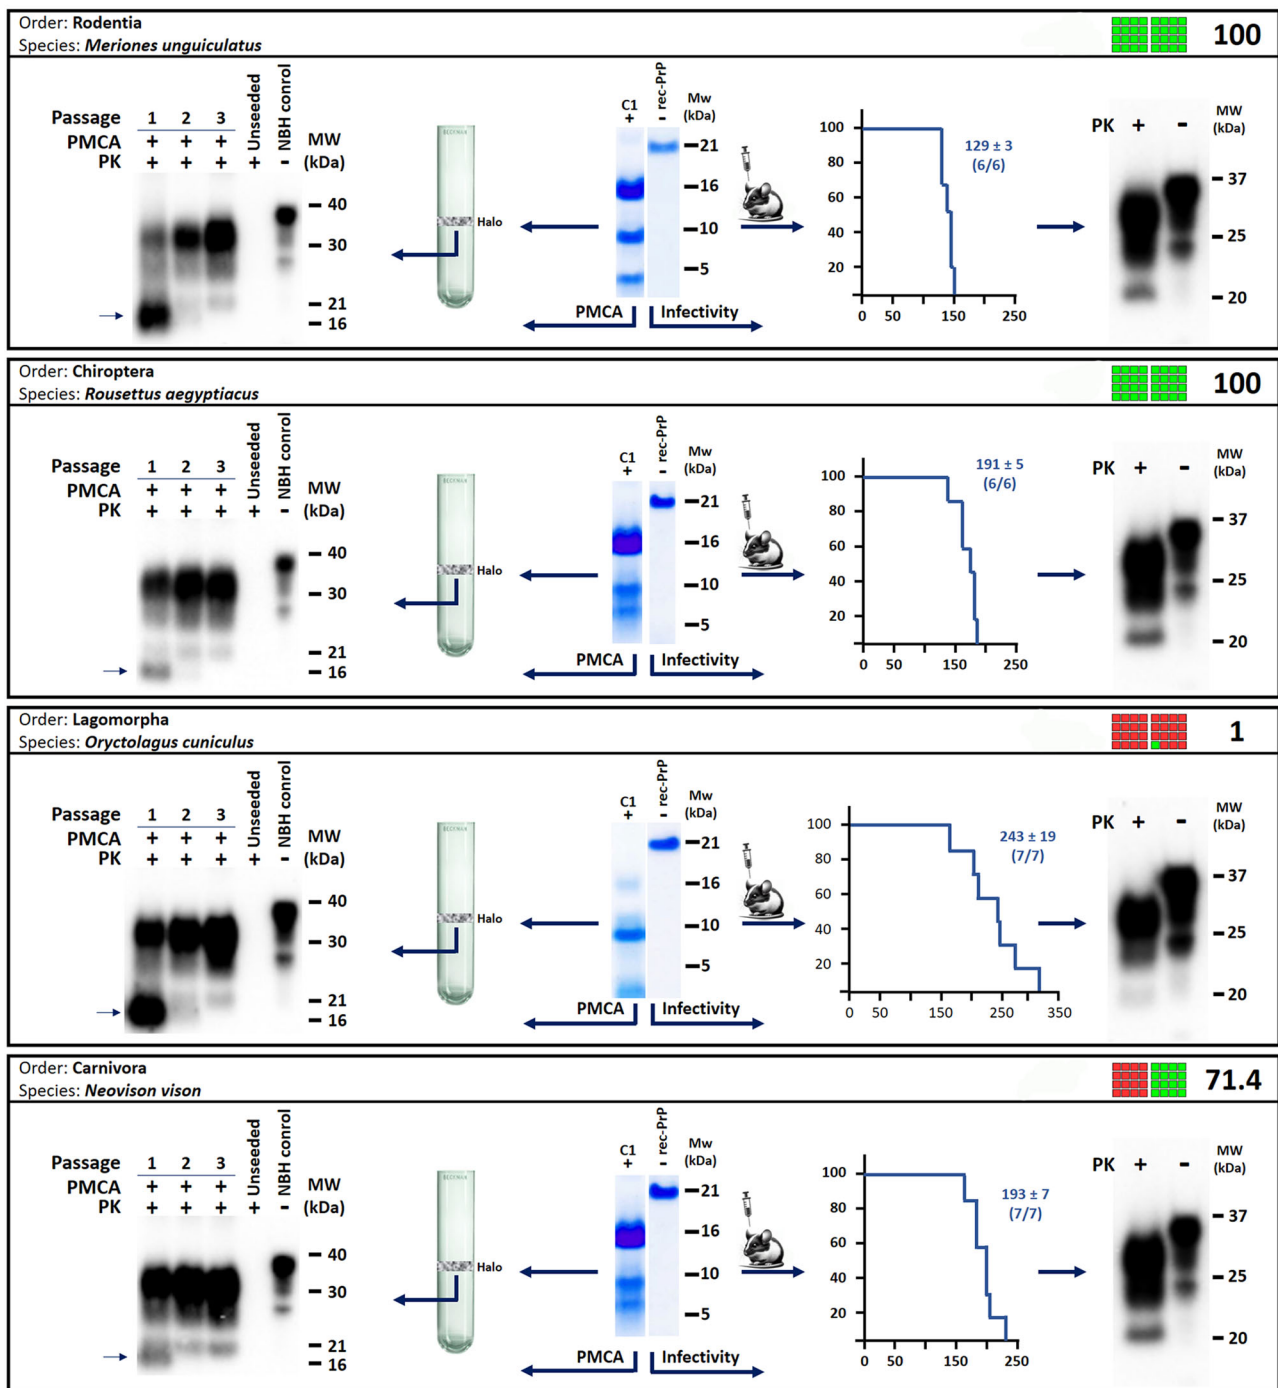 Order: Rodentia
Species: Meriones unguiculatus
100
Passage 1 2 3 Unseeded NBH conrol
PMCA + + + MW
PK + + + + - (kDa)
40
30
21
16
BECKMAN
Halo
C1 rec-PrP Mw
+ - (kDa)
21
16
10
5
PMCA Infectivity
100
80
60
40
20
0 50 150 250
129 ± 3
(6/6)
PK + - Mw
(kDa)
37
25
20
Order: Chiroptera
Species: Rousettus aegyptiacus
100
Passage 1 2 3 Unseeded NBH conrol
PMCA + + + MW
PK + + + + - (kDa)
40
30
21
16
BECKMAN
Halo
C1 rec-PrP Mw
+ - (kDa)
21
16
10
5
PMCA Infectivity
100
80
60
40
20
0 50 150 250
191 ± 5
(6/6)
PK + - MW
(kDa)
37
25
20
Order: Lagomorpha
Species: Oryctolagus cuniculus
1
Passage 1 2 3 Unseeded NBH conrol
PMCA + + + MW
PK + + + + - (kDa)
40
30
21
16
BECKMAN
Halo
C1 rec-PrP Mw
+ - (kDa)
21
16
10
5
PMCA Infectivity
100
80
60
40
20
0 50 150 250 350
243 ± 19
(7/7)
PK + - MW
(kDa)
37
25
20
Order: Carnivora
Species: Neovison vison
71.4
Passage 1 2 3 Unseeded NBH conrol
PMCA + + + MW
PK + + + + - (kDa)
40
30
21
16
BECKMAN
Halo
C1 rec-PrP Mw
+ - (kDa)
21
16
10
5
PMCA Infectivity
100
80
60
40
20
0 50 150 250
193 ± 7
(7/7)
PK + - MW
(kDa)
37
25
20